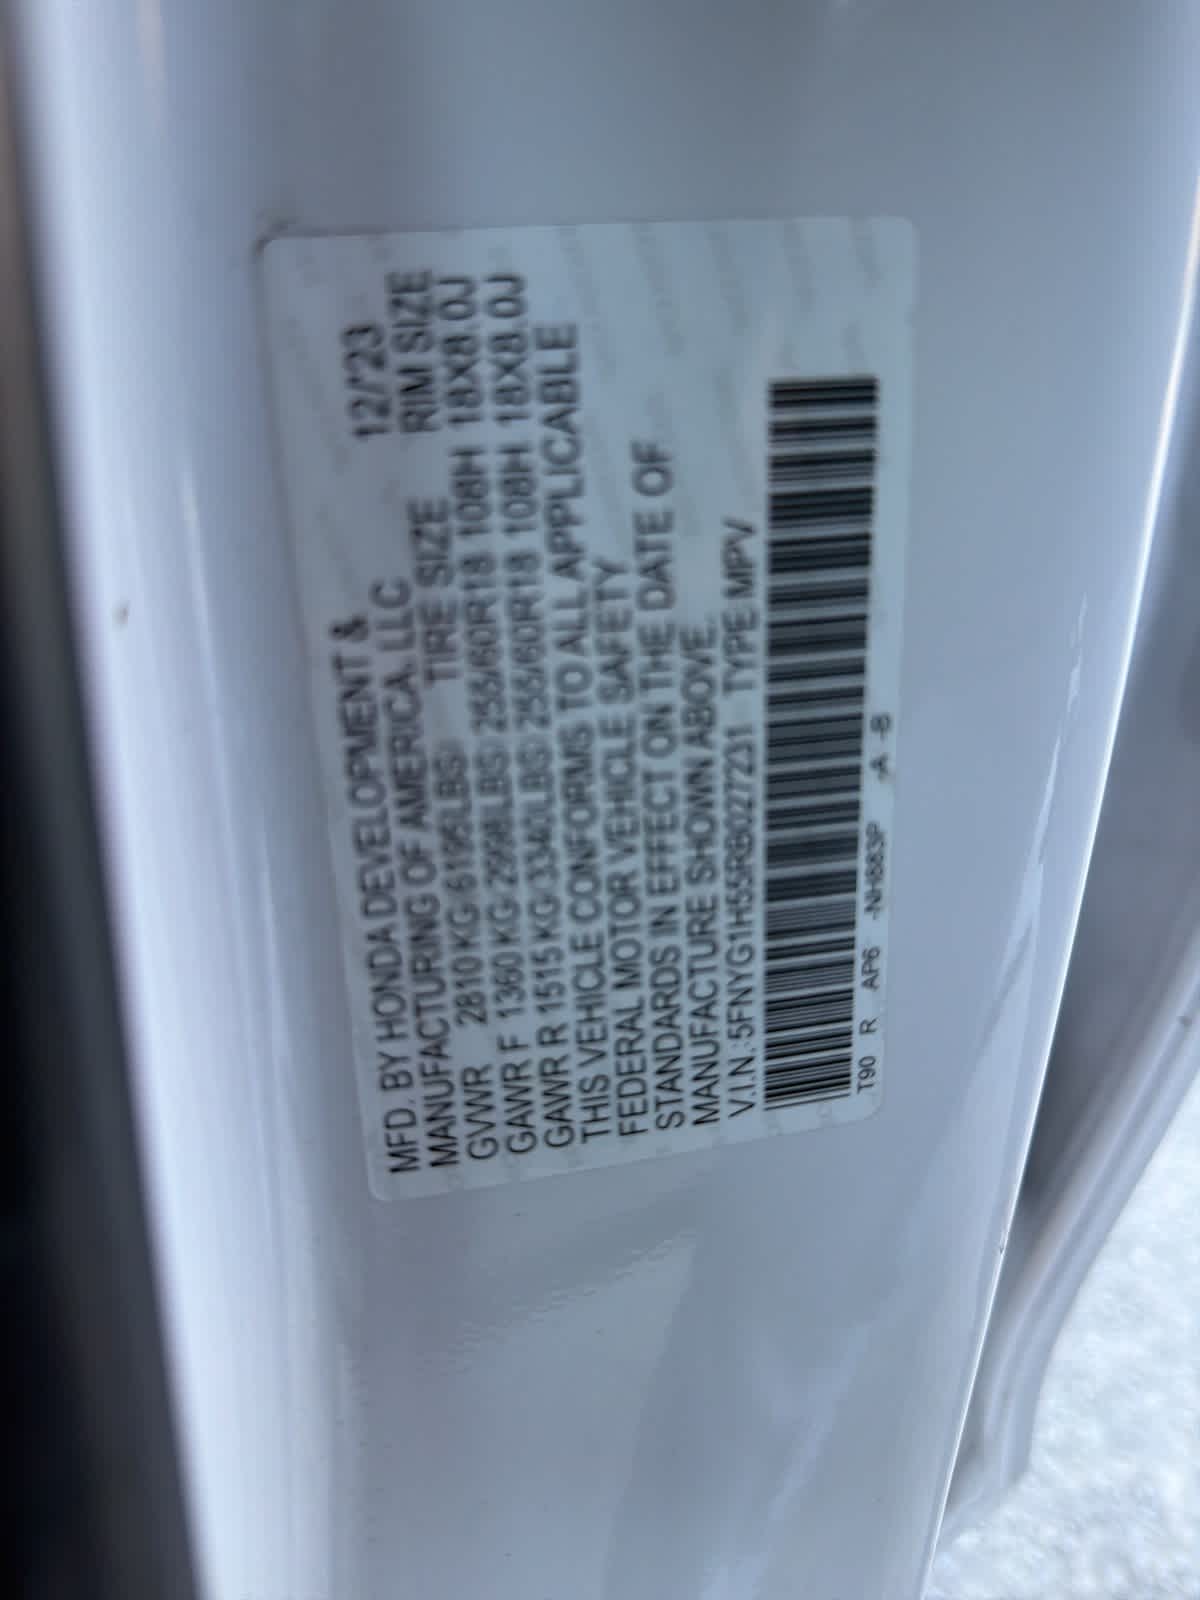 MFD. BY HONDA DEVELOPMENT & 12/'23
MANUFACTURING OF AMERICA, LLC RIM SIZE
TIRE SIZE
GVWR 2810 KG 6195LBS 255/60R18 108H 18X8.0J
GAWR F 1360 KG 2998LBS 255/60R18 108H 18X8.0J
GAWR R 1515 KG 3340LBS
THIS VEHICLE CONFORMS TO ALL APPLICABLE
FEDERAL MOTOR VEHICLE SAFETY
STANDARDS IN EFFECT ON THE DATE OF
MANUFACTURE SHOWN ABOVE.
V.I.N.:5FNYG1H55RB027231 TYPE:MPV
T90 R AP6 -NH883P -A -B